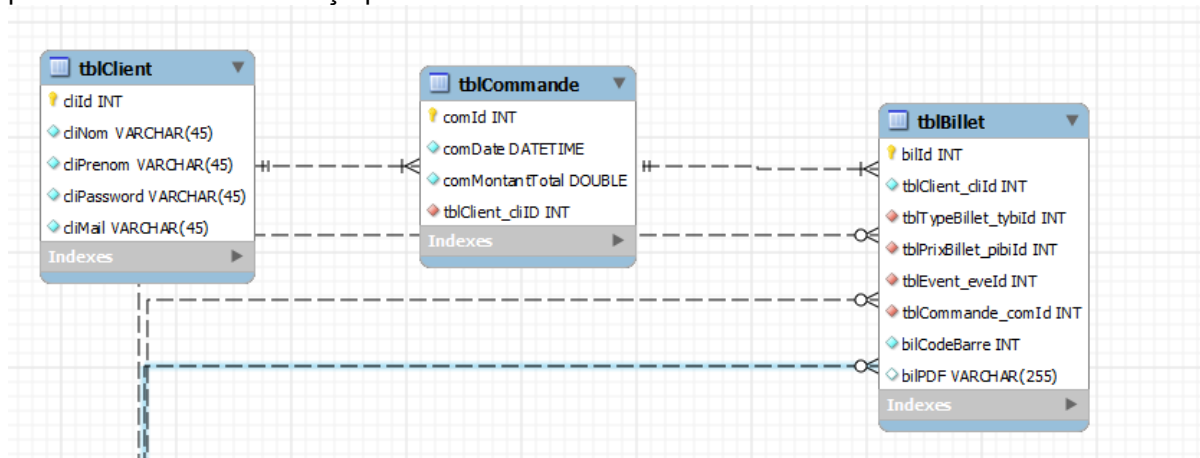 tblClient
cliId INT
cliNom VARCHAR(45)
cliPrenom VARCHAR(45)
cliPassword VARCHAR(45)
cliMail VARCHAR(45)
Indexes
tblCommande
comId INT
comDate DATETIME
comMontantTotal DOUBLE
tblClient_cliID INT
Indexes
tblBillet
bilId INT
tblClient_cliId INT
tblTypeBillet_tybiId INT
tblPrixBillet_pibiId INT
tblEvent_eveId INT
tblCommande_comId INT
bilCodeBarre INT
bilPDF VARCHAR(255)
Indexes